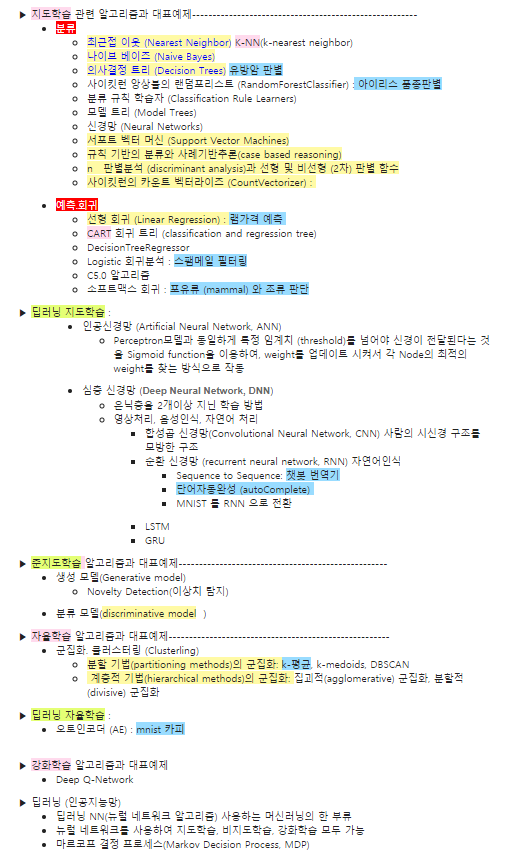 ▶ 지도학습 관련 알고리즘과 대표예제------------------------------------------------------
• 분류
◦ 최근접 이웃 (Nearest Neighbor) K-NN(k-nearest neighbor)
◦ 나이브 베이즈 (Naive Bayes)
◦ 의사결정 트리 (Decision Trees) 유방암 판별
◦ 사이킷런 앙상블의 랜덤포리스트 (RandomForestClassifier) : 아이리스 품종판별
◦ 분류 규칙 학습자 (Classification Rule Learners)
◦ 모델 트리 (Model Trees)
◦ 신경망 (Neural Networks)
◦ 서포트 벡터 머신 (Support Vector Machines)
◦ 규칙 기반의 분류와 사례기반추론(case based reasoning)
◦ n 판별분석 (discriminant analysis)과 선형 및 비선형 (2차) 판별 함수
◦ 사이킷런의 카운트 벡터라이즈 (CountVectorizer) :
• 예측,회귀
◦ 선형 회귀 (Linear Regression) : 램가격 예측
◦ CART 회귀 트리 (classification and regression tree)
◦ DecisionTreeRegressor
◦ Logistic 회귀분석 : 스팸메일 필터링
◦ C5.0 알고리즘
◦ 소프트맥스 회귀 : 포유류 (mammal) 와 조류 판단
▶ 딥러닝 지도학습 :
• 인공신경망 (Artificial Neural Network, ANN)
◦ Perceptron모델과 동일하게 특정 임계치 (threshold)를 넘어야 신경이 전달된다는 것
을 Sigmoid function을 이용하여, weight를 업데이트 시켜서 각 Node의 최적의
weight를 찾는 방식으로 작동
• 심층 신경망 (Deep Neural Network, DNN)
◦ 은닉층을 2개이상 지닌 학습 방법
◦ 영상처리, 음성인식, 자연어 처리
▪ 합성곱 신경망(Convolutional Neural Network, CNN) 사람의 시신경 구조를
모방한 구조
▪ 순환 신경망 (recurrent neural network, RNN) 자연어인식
▪ Sequence to Sequence: 챗봇 번역기
▪ 단어자동완성 (autoComplete)
▪ MNIST 를 RNN 으로 전환
▪ LSTM
▪ GRU
▶ 준지도학습 알고리즘과 대표예제--------------------------------------------------
• 생성 모델(Generative model)
◦ Novelty Detection(이상치 탐지)
• 분류 모델(discriminative model )
▶ 자율학습 알고리즘과 대표예제-----------------------------------------------------
• 군집화, 클러스터링 (Clusterling)
◦ 분할 기법(partitioning methods)의 군집화: k-평균, k-medoids, DBSCAN
◦ 계층적 기법(hierarchical methods)의 군집화: 집괴적(agglomerative) 군집화, 분할적
(divisive) 군집화
▶ 딥러닝 자율학습 :
• 오토인코더 (AE) : mnist 카피
▶ 강화학습 알고리즘과 대표예제
• Deep Q-Network
▶ 딥러닝 (인공지능망)
• 딥러닝 NN(뉴럴 네트워크 알고리즘) 사용하는 머신러닝의 한 부류
• 뉴럴 네트워크를 사용하여 지도학습, 비지도학습, 강화학습 모두 가능
• 마르코프 결정 프로세스(Markov Decision Process, MDP)